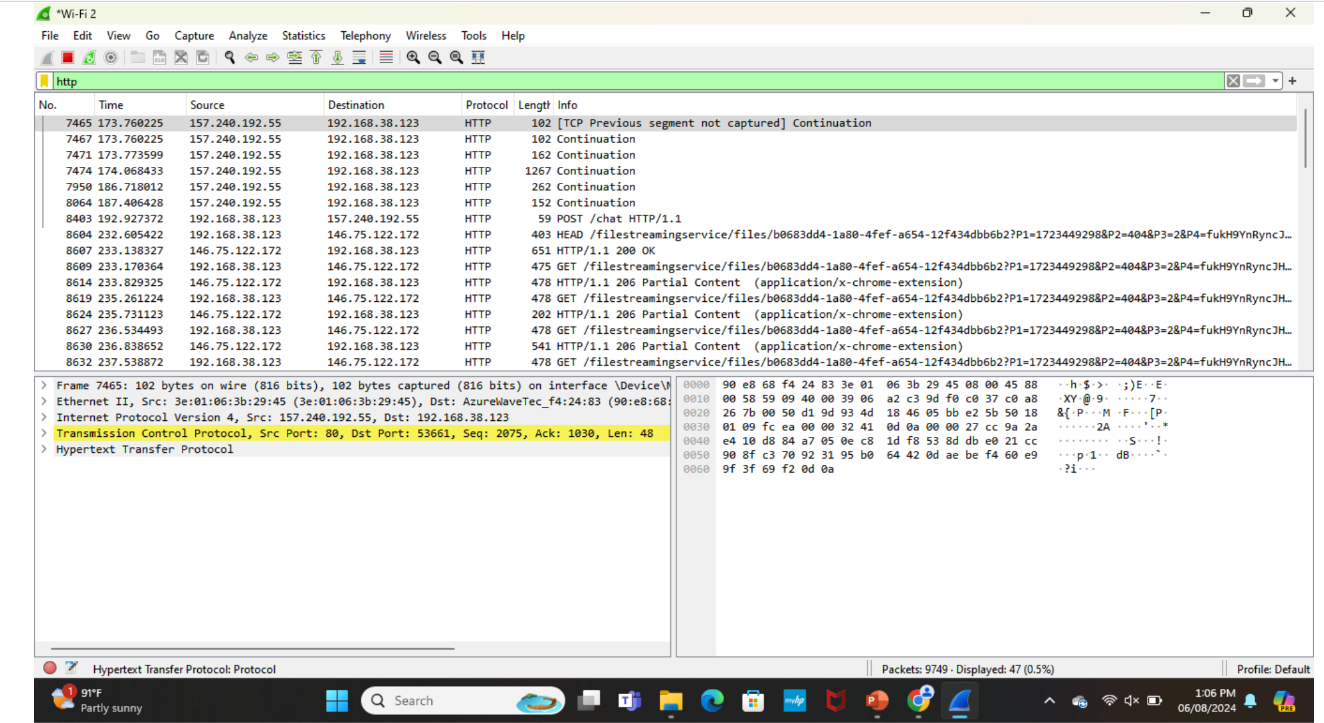 *Wi-Fi 2
File Edit View Go Capture Analyze Statistics Telephony Wireless Tools Help
http
No. Time Source Destination Protocol Length Info
7465 173.760225 157.240.192.55 192.168.38.123 HTTP 102 [TCP Previous segment not captured] Continuation
7467 173.760225 157.240.192.55 192.168.38.123 HTTP 102 Continuation
7471 173.773599 157.240.192.55 192.168.38.123 HTTP 162 Continuation
7474 174.068433 157.240.192.55 192.168.38.123 HTTP 1267 Continuation
7950 186.718012 157.240.192.55 192.168.38.123 HTTP 262 Continuation
8064 187.406428 157.240.192.55 192.168.38.123 HTTP 152 Continuation
8403 192.927372 192.168.38.123 157.240.192.55 HTTP 59 POST /chat HTTP/1.1
8604 232.605422 192.168.38.123 146.75.122.172 HTTP 403 HEAD /filestreamingservice/files/b0683dd4-1a80-4fef-a654-12f434dbb6b2?P1=1723449298&P2=404&P3=2&P4=fukH9YnRyncJ…
8607 233.138327 146.75.122.172 192.168.38.123 HTTP 651 HTTP/1.1 200 OK
8609 233.170364 192.168.38.123 146.75.122.172 HTTP 475 GET /filestreamingservice/files/b0683dd4-1a80-4fef-a654-12f434dbb6b2?P1=1723449298&P2=404&P3=2&P4=fukH9YnRyncJH…
8614 233.829325 146.75.122.172 192.168.38.123 HTTP 478 HTTP/1.1 206 Partial Content (application/x-chrome-extension)
8619 235.261224 192.168.38.123 146.75.122.172 HTTP 478 GET /filestreamingservice/files/b0683dd4-1a80-4fef-a654-12f434dbb6b2?P1=1723449298&P2=404&P3=2&P4=fukH9YnRyncJH…
8624 235.731123 146.75.122.172 192.168.38.123 HTTP 202 HTTP/1.1 206 Partial Content (application/x-chrome-extension)
8627 236.534493 192.168.38.123 146.75.122.172 HTTP 478 GET /filestreamingservice/files/b0683dd4-1a80-4fef-a654-12f434dbb6b2?P1=1723449298&P2=404&P3=2&P4=fukH9YnRyncJH…
8630 236.838652 146.75.122.172 192.168.38.123 HTTP 541 HTTP/1.1 206 Partial Content (application/x-chrome-extension)
8632 237.538872 192.168.38.123 146.75.122.172 HTTP 478 GET /filestreamingservice/files/b0683dd4-1a80-4fef-a654-12f434dbb6b2?P1=1723449298&P2=404&P3=2&P4=fukH9YnRyncJH…
Frame 7465: 102 bytes on wire (816 bits), 102 bytes captured (816 bits) on interface \Device\N
Ethernet II, Src: 3e:01:06:3b:29:45 (3e:01:06:3b:29:45), Dst: AzureWaveTec_f4:24:83 (90:e8:68:
Internet Protocol Version 4, Src: 157.240.192.55, Dst: 192.168.38.123
Transmission Control Protocol, Src Port: 80, Dst Port: 53661, Seq: 2075, Ack: 1030, Len: 48
Hypertext Transfer Protocol
0000 90 e8 68 f4 24 83 3e 01 06 3b 29 45 08 00 45 88 ··h·$·>· ·;)E··E·
0010 00 58 59 09 40 00 39 06 a2 c3 9d f0 c0 37 c0 a8 ·XY·@·9· ·····7··
0020 26 7b 00 50 d1 9d 93 4d 18 46 05 bb e2 5b 50 18 &{·P···M ·F···[P·
0030 01 09 fc ea 00 00 32 41 0d 0a 00 00 27 cc 9a 2a ······2A ····'··*
0040 e4 10 d8 84 a7 05 0e c8 1d f8 53 8d db e0 21 cc ········ ··S···!·
0050 90 8f c3 70 92 31 95 b0 64 42 0d ae be f4 60 e9 ···p·1·· dB····`·
0060 9f 3f 69 f2 0d 0a ·?i···
Hypertext Transfer Protocol: Protocol
Packets: 9749 · Displayed: 47 (0.5%)
Profile: Default
1
91°F
Partly sunny
Search
myhp
1:06 PM
06/08/2024
PRE